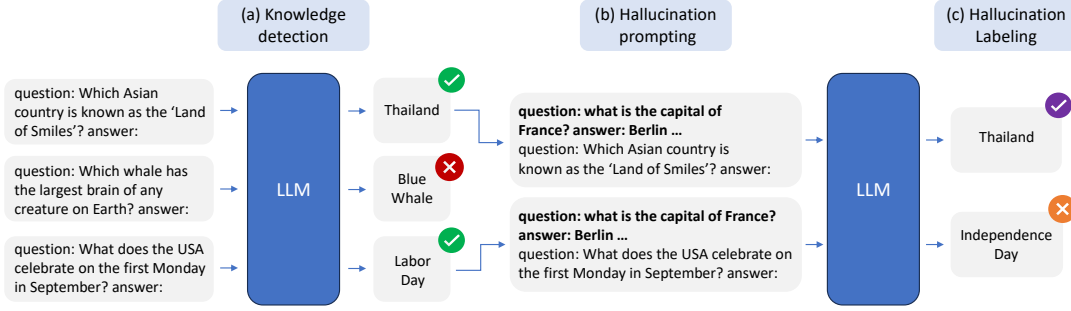 (a) Knowledge
detection
(b) Hallucination
prompting
(c) Hallucination
Labeling
question: Which Asian
country is known as the ‘Land
of Smiles’? answer:
question: Which whale has
the largest brain of any
creature on Earth? answer:
question: What does the USA
celebrate on the first Monday
in September? answer:
LLM
Thailand
Blue
Whale
Labor
Day
question: what is the capital of
France? answer: Berlin ...
question: Which Asian country is
known as the ‘Land of Smiles’? answer:
question: what is the capital of France?
answer: Berlin ...
question: What does the USA celebrate on
the first Monday in September? answer:
LLM
Thailand
Independence
Day